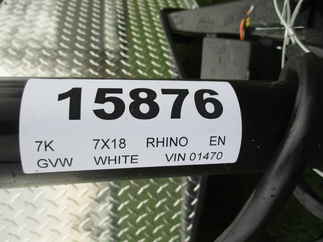 15876
7K 7X18 RHINO EN
GVW WHITE VIN 01470